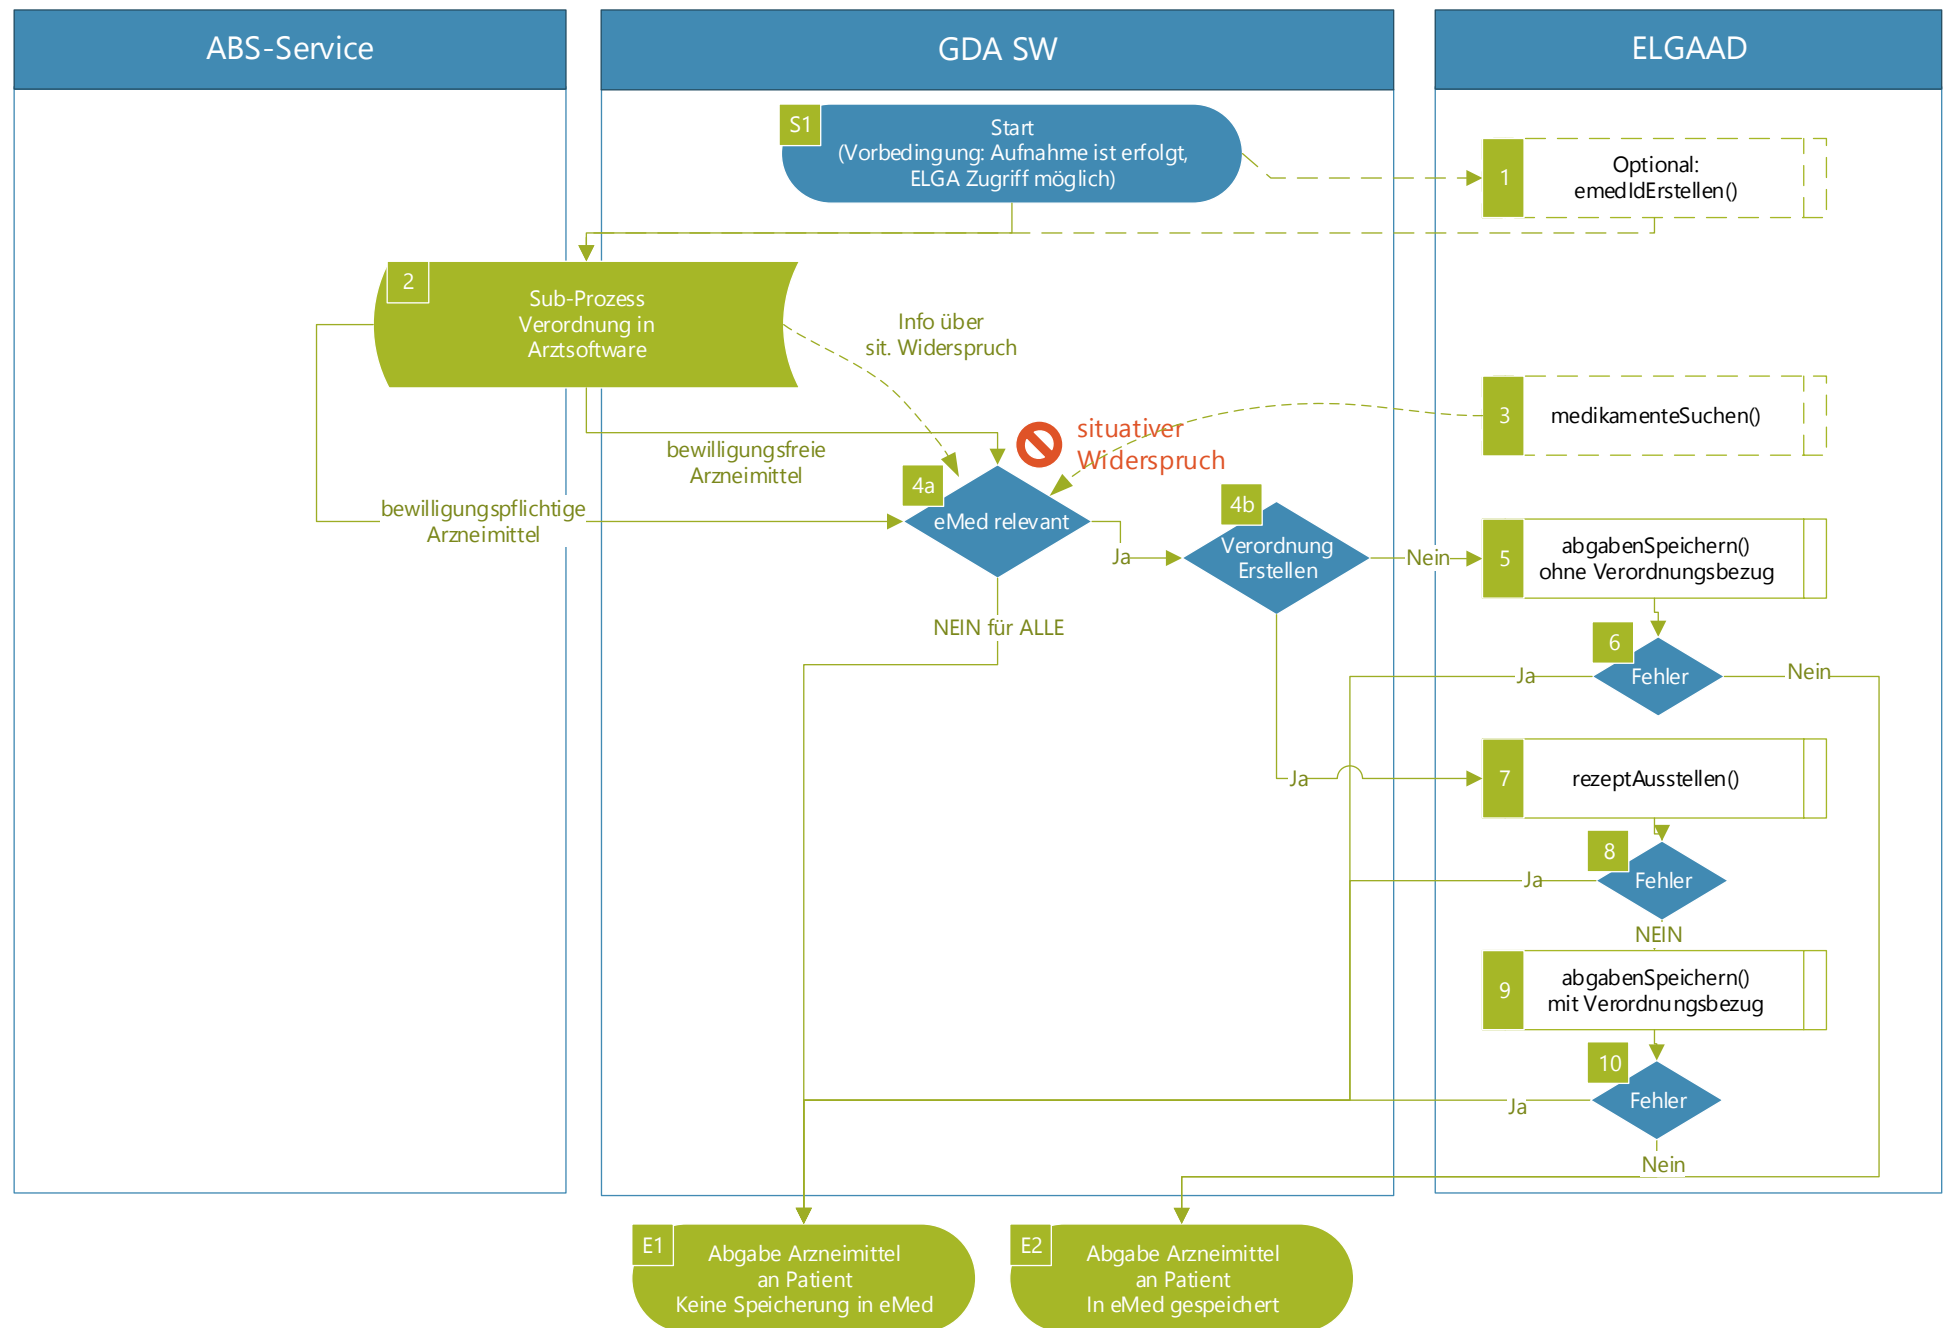 ABS-Service
GDA SW
ELGAAD
S1
Start
(Vorbedingung: Aufnahme ist erfolgt,
ELGA Zugriff möglich)
1
Optional:
emedIdErstellen()
2
Sub-Prozess
Verordnung in
Arztsoftware
Info über
sit. Widerspruch
3
medikamenteSuchen()
situativer
Widerspruch
bewilligungsfreie
Arzneimittel
bewilligungspflichtige
Arzneimittel
4a
eMed relevant
Ja
4b
Verordnung
Erstellen
Nein
5
abgabenSpeichern()
ohne Verordnungsbezug
NEIN für ALLE
6
Fehler
Ja
Nein
Ja
7
rezeptAusstellen()
8
Fehler
Ja
NEIN
9
abgabenSpeichern()
mit Verordnungsbezug
10
Fehler
Ja
Nein
E1
Abgabe Arzneimittel
an Patient
Keine Speicherung in eMed
E2
Abgabe Arzneimittel
an Patient
In eMed gespeichert